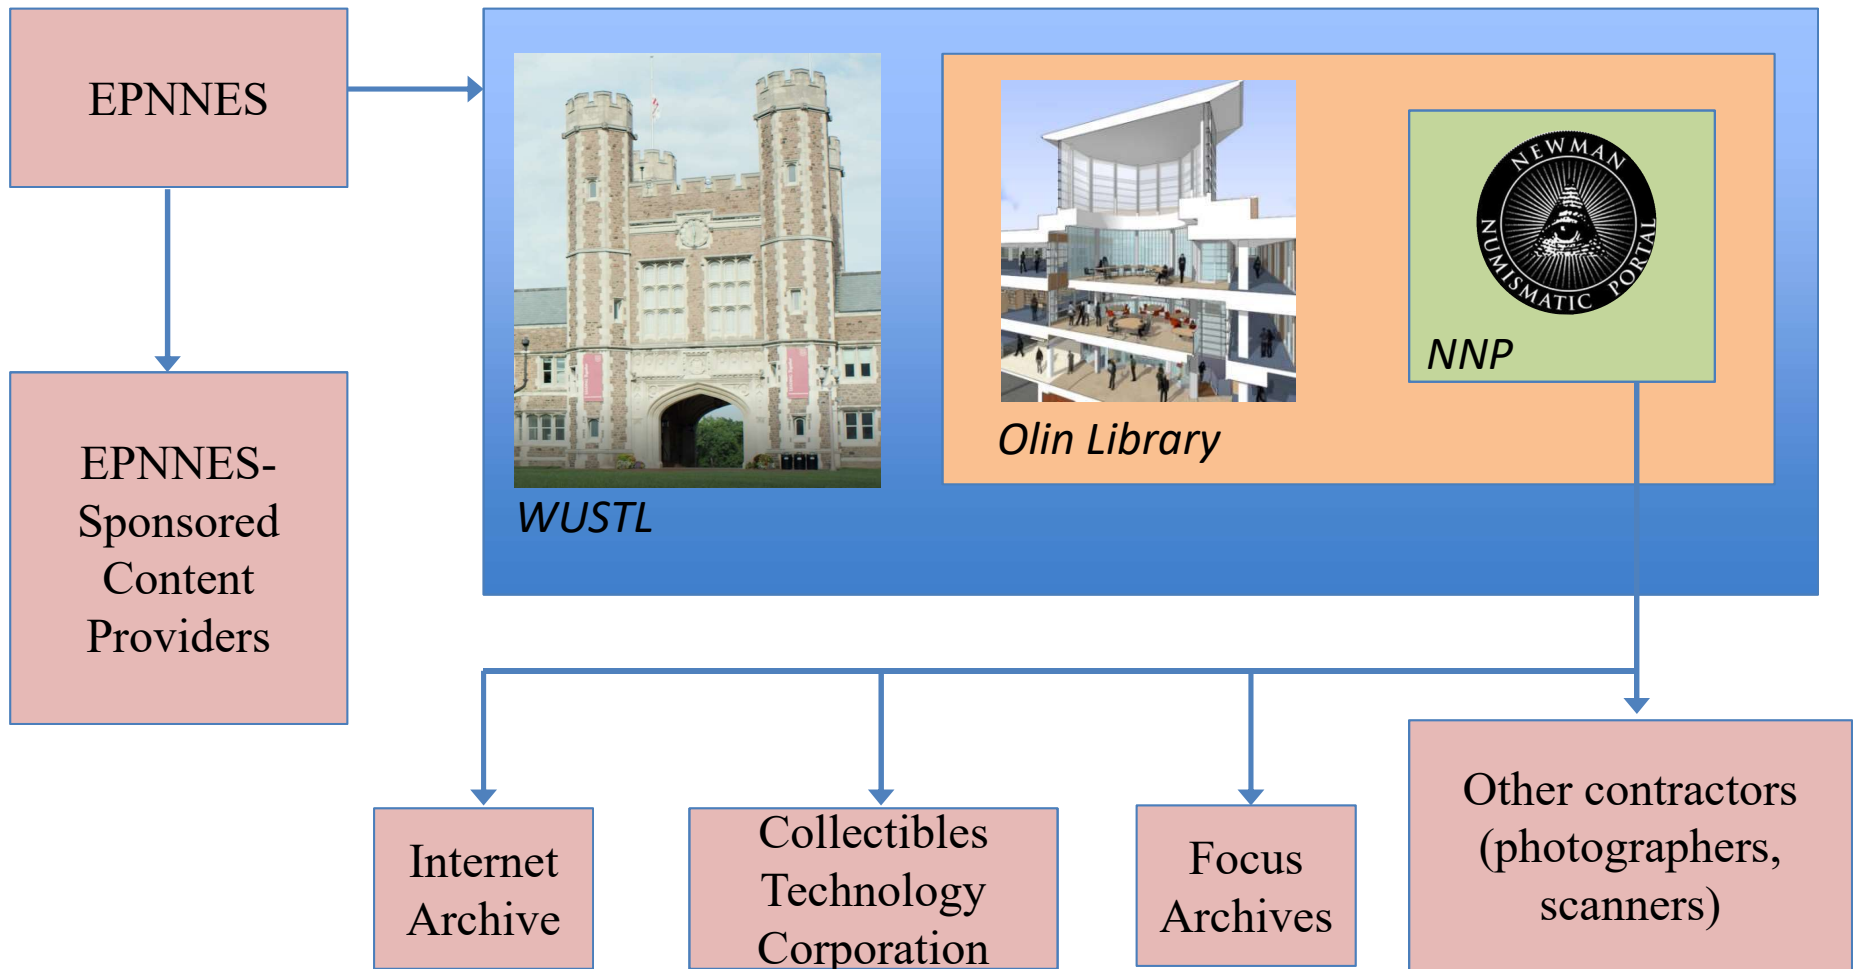 EPNNES
EPNNES-
Sponsored
Content
Providers
WUSTL
Olin Library
NEWMAN
NUMISMATIC PORTAL
NNP
Internet
Archive
Collectibles
Technology
Corporation
Focus
Archives
Other contractors
(photographers,
scanners)